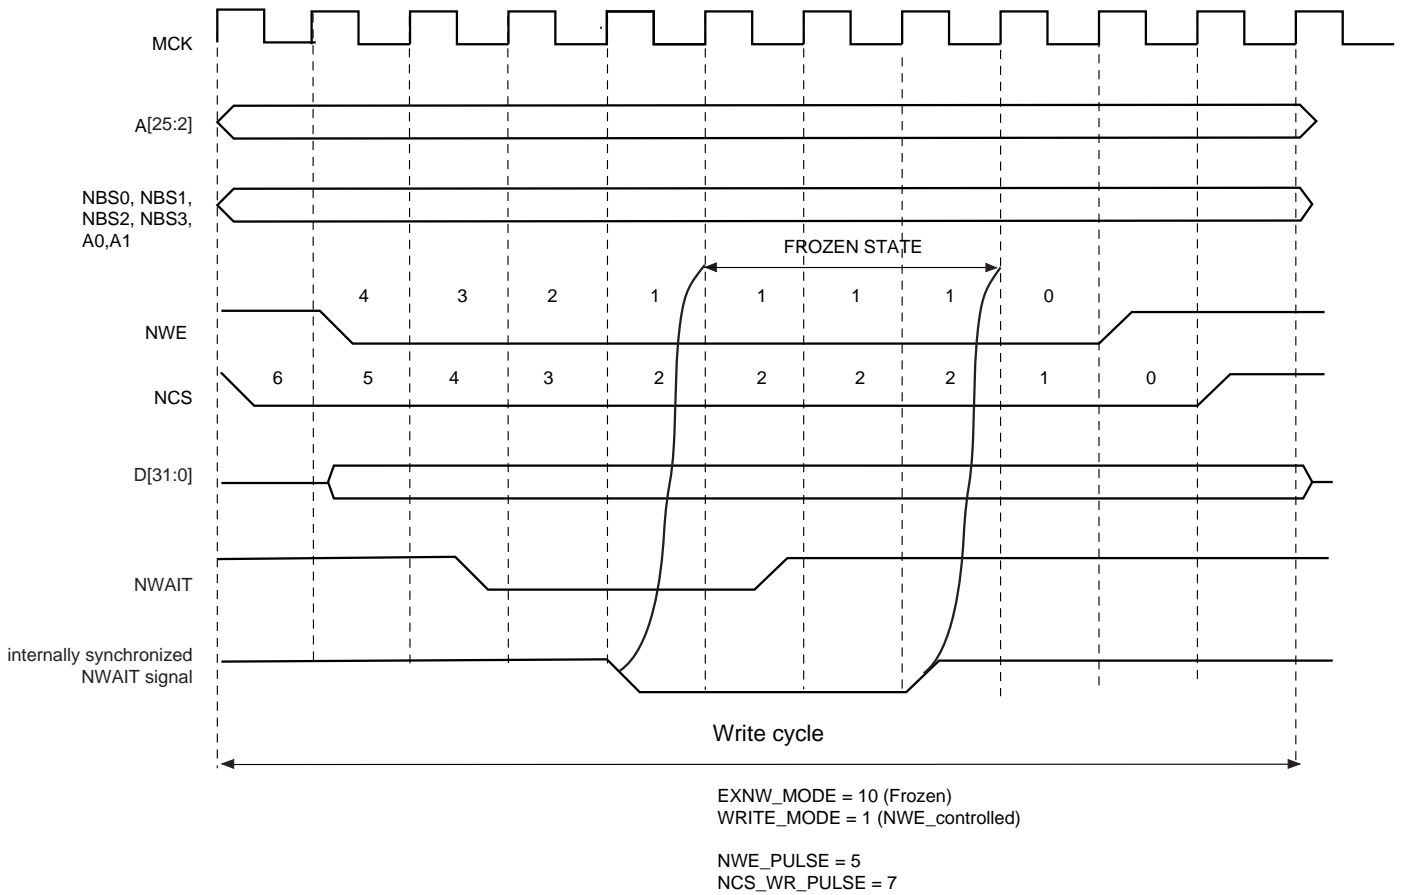 MCK
A[25:2]
NBS0, NBS1,
NBS2, NBS3,
A0,A1
FROZEN STATE
4 3 2 1 1 1 1 0
NWE
6 5 4 3 2 2 2 2 1 0
NCS
D[31:0]
NWAIT
internally synchronized
NWAIT signal
Write cycle
EXNW_MODE = 10 (Frozen)
WRITE_MODE = 1 (NWE_controlled)
NWE_PULSE = 5
NCS_WR_PULSE = 7